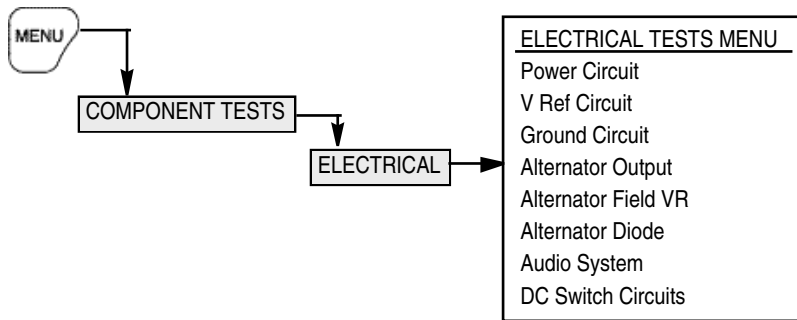 MENU
COMPONENT TESTS
ELECTRICAL
ELECTRICAL TESTS MENU
Power Circuit
V Ref Circuit
Ground Circuit
Alternator Output
Alternator Field VR
Alternator Diode
Audio System
DC Switch Circuits